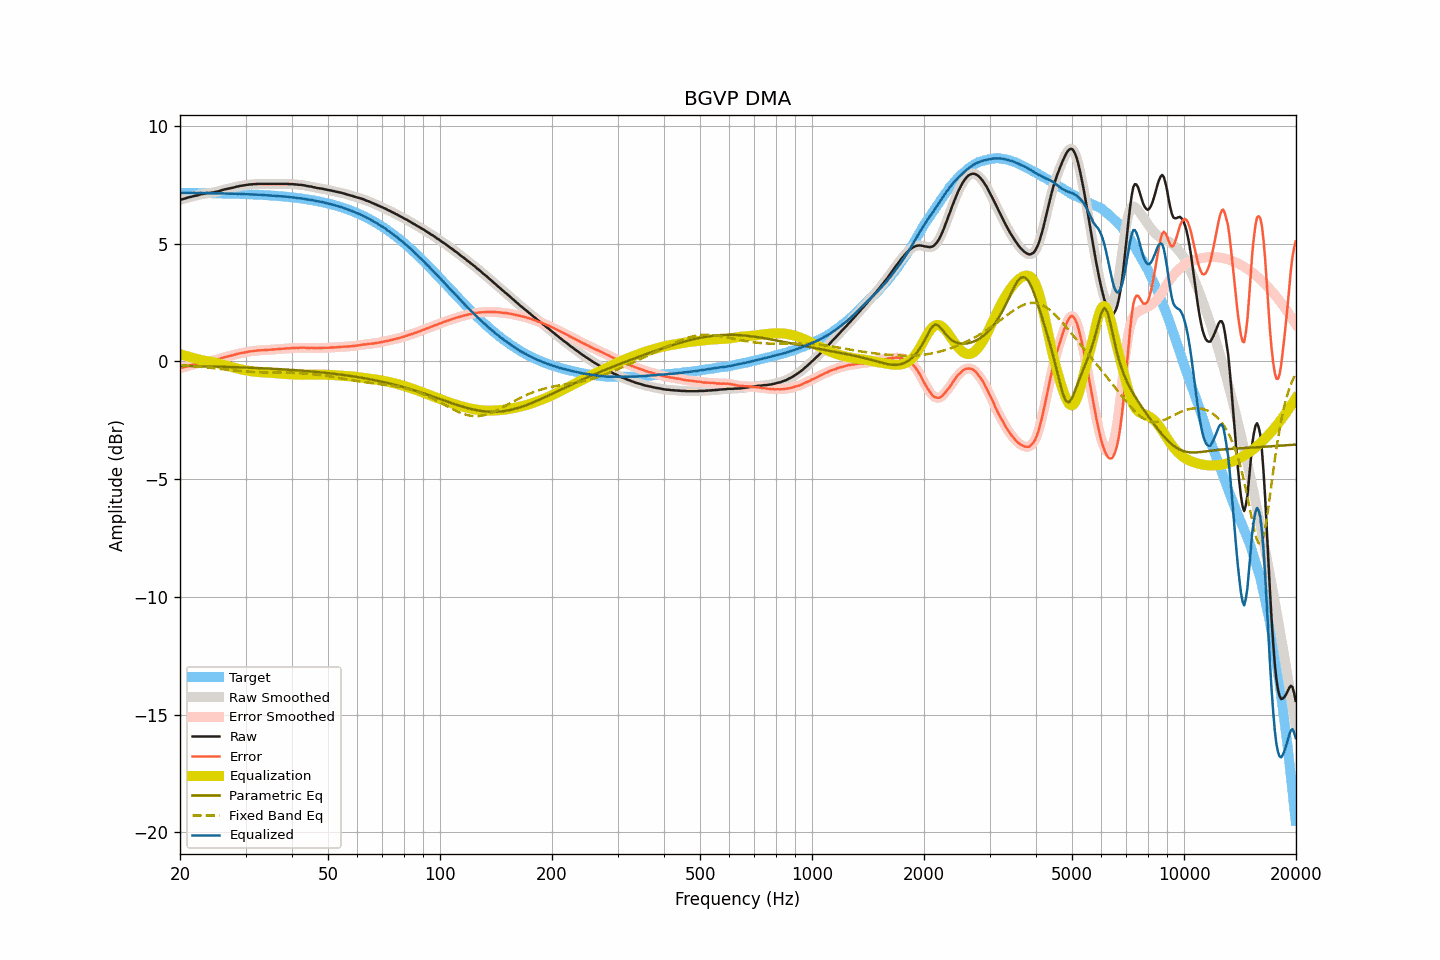 BGVP DMA
10
5
0
−5
−10
−15
−20
Amplitude (dBr)
Target
Raw Smoothed
Error Smoothed
Raw
Error
Equalization
Parametric Eq
Fixed Band Eq
Equalized
20 50 100 200 500 1000 2000 5000 10000 20000
Frequency (Hz)